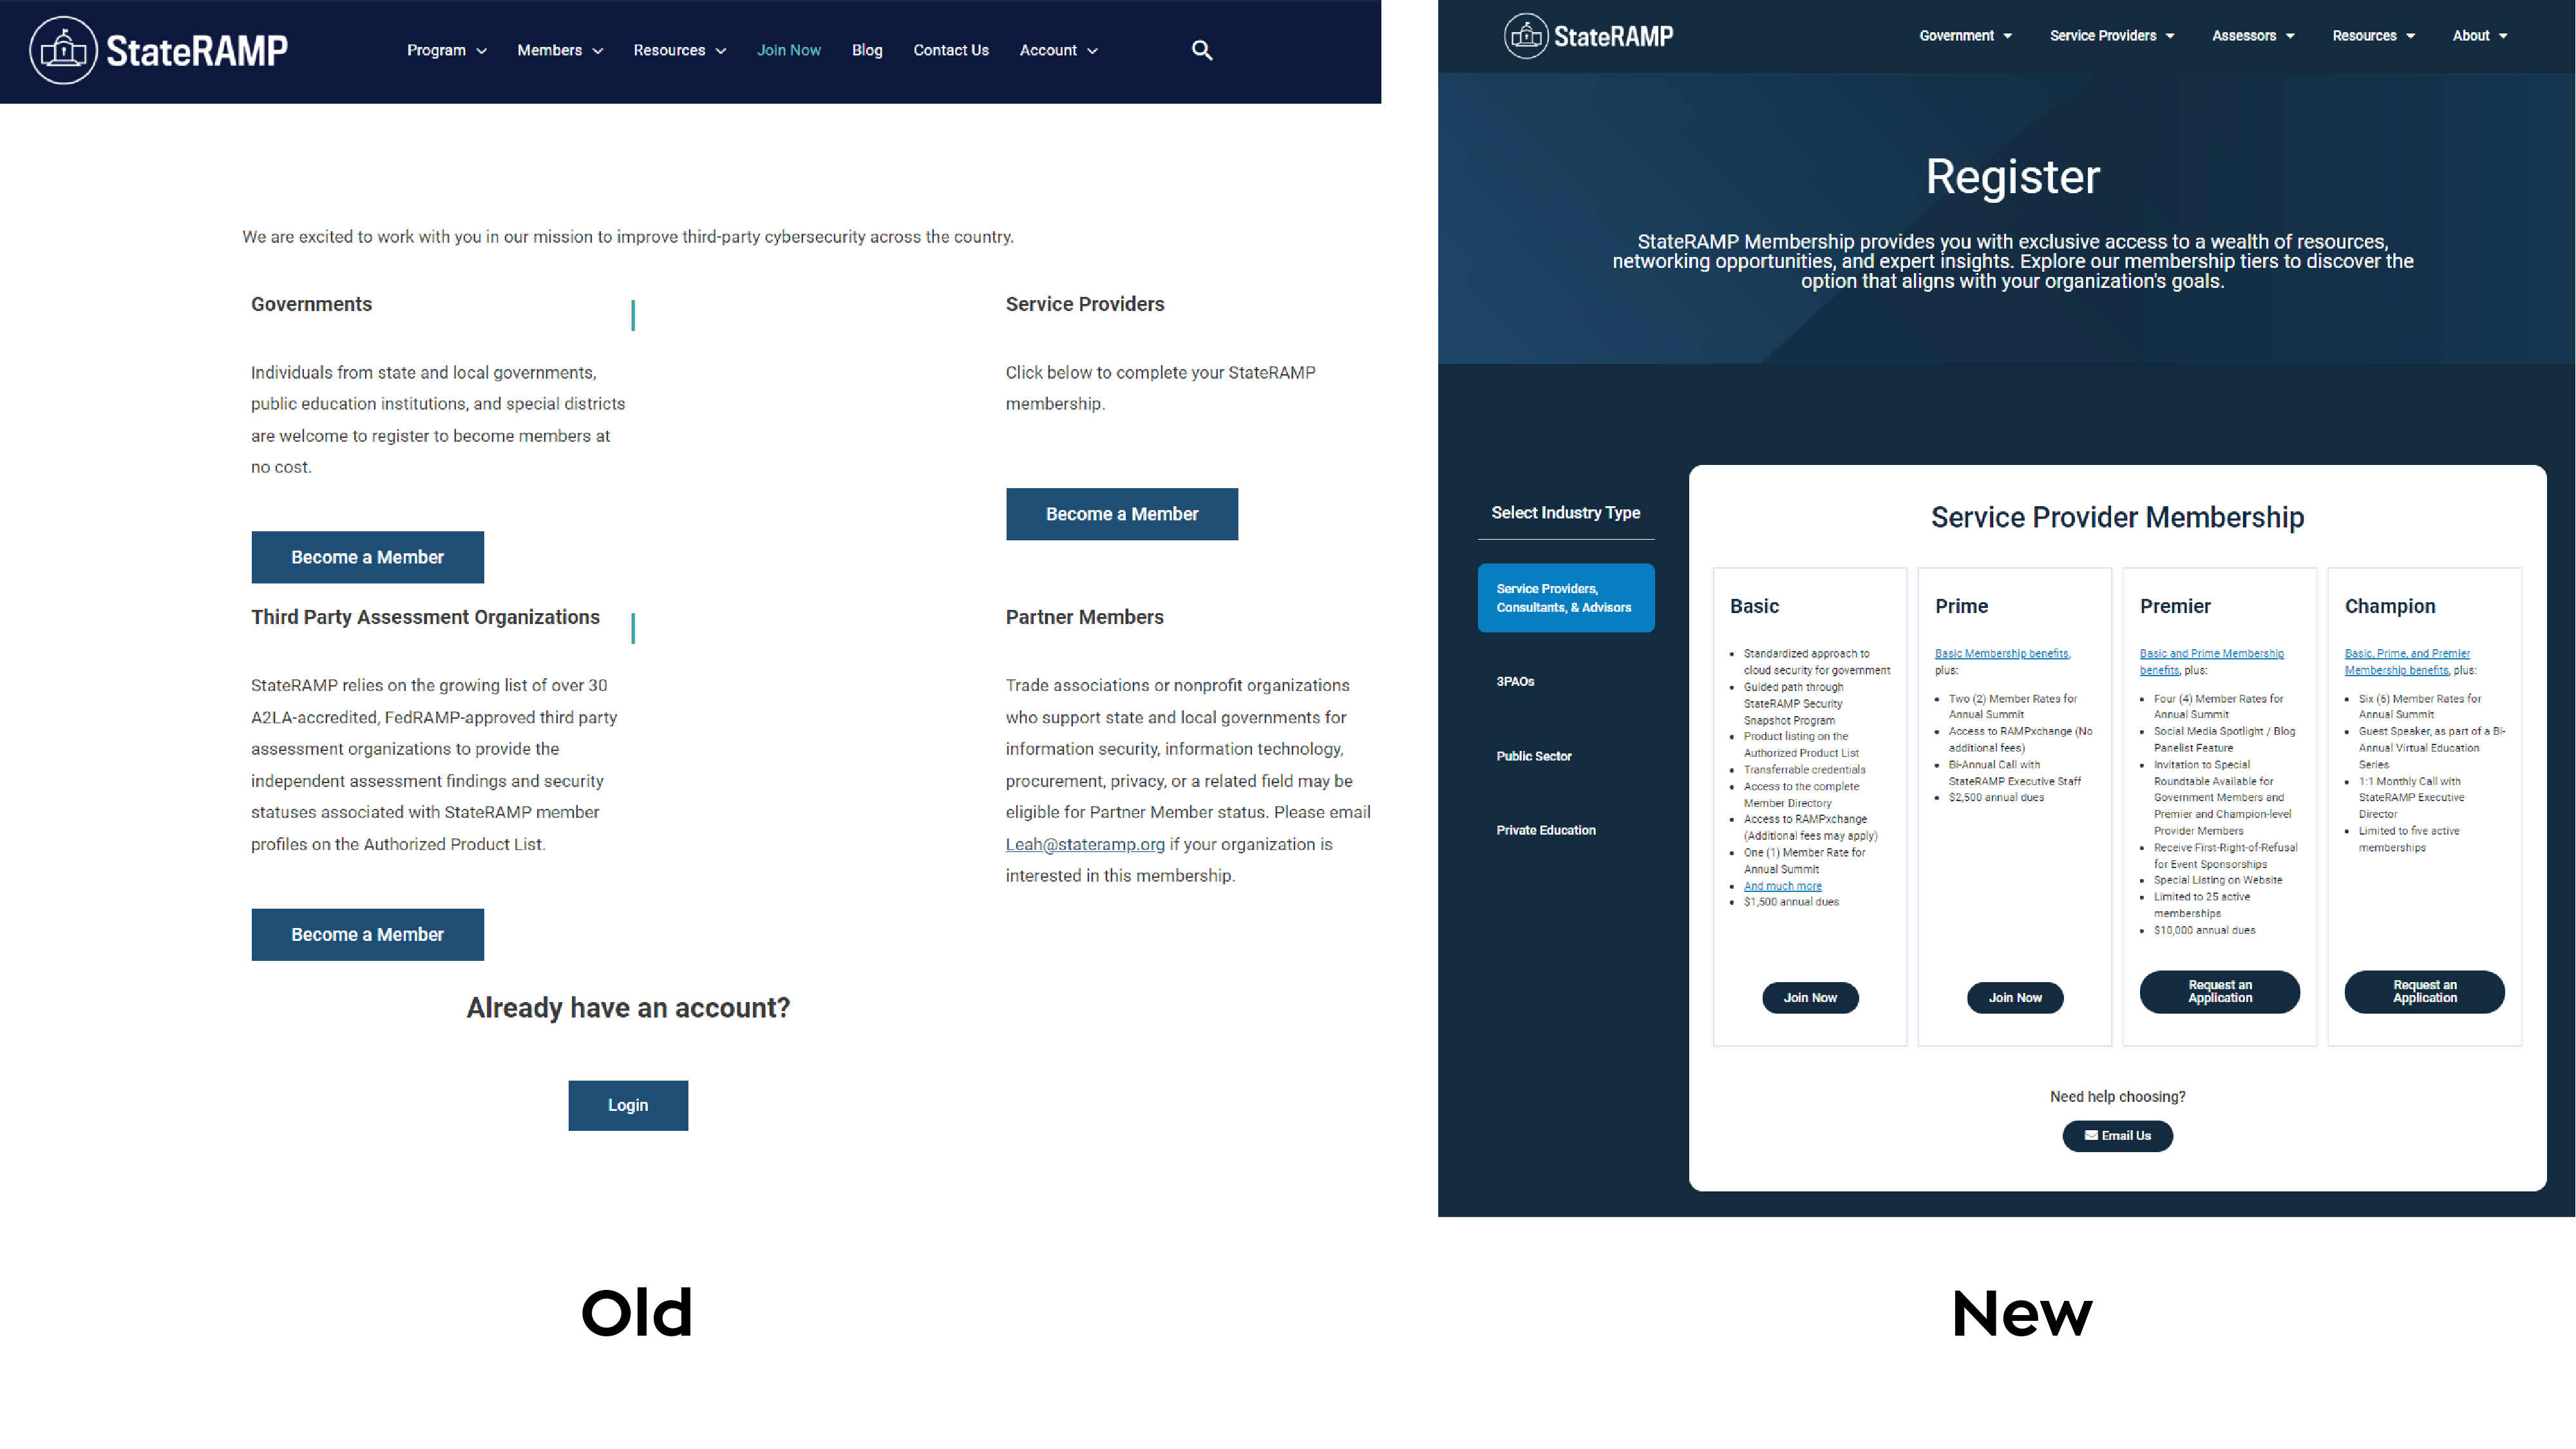 StateRAMP
Program
Members
Resources
Join Now
Blog
Contact Us
Account
We are excited to work with you in our mission to improve third-party cybersecurity across the country.
Governments
Individuals from state and local governments,
public education institutions, and special districts
are welcome to register to become members at
no cost.
Become a Member
Service Providers
Click below to complete your StateRAMP
membership.
Become a Member
Third Party Assessment Organizations
StateRAMP relies on the growing list of over 30
A2LA-accredited, FedRAMP-approved third party
assessment organizations to provide the
independent assessment findings and security
statuses associated with StateRAMP member
profiles on the Authorized Product List.
Become a Member
Partner Members
Trade associations or nonprofit organizations
who support state and local governments for
information security, information technology,
procurement, privacy, or a related field may be
eligible for Partner Member status. Please email
Leah@stateramp.org if your organization is
interested in this membership.
Already have an account?
Login
Old
StateRAMP
Government
Service Providers
Assessors
Resources
About
Register
StateRAMP Membership provides you with exclusive access to a wealth of resources,
networking opportunities, and expert insights. Explore our membership tiers to discover the
option that aligns with your organization's goals.
Select Industry Type
Service Providers,
Consultants, & Advisors
3PAOs
Public Sector
Private Education
Service Provider Membership
Basic
• Standardized approach to
cloud security for government
• Guided path through
StateRAMP Security
Snapshot Program
• Product listing on the
Authorized Product List
• Transferrable credentials
• Access to the complete
Member Directory
• Access to RAMPxchange
(Additional fees may apply)
• One (1) Member Rate for
Annual Summit
• And much more
• $1,500 annual dues
Join Now
Prime
Basic Membership benefits,
plus:
• Two (2) Member Rates for
Annual Summit
• Access to RAMPxchange (No
additional fees)
• Bi-Annual Call with
StateRAMP Executive Staff
• $2,500 annual dues
Join Now
Premier
Basic and Prime Membership
benefits, plus:
• Four (4) Member Rates for
Annual Summit
• Social Media Spotlight / Blog
Panelist Feature
• Invitation to Special
Roundtable Available for
Government Members and
Premier and Champion-level
Provider Members
• Receive First-Right-of-Refusal
for Event Sponsorships
• Special Listing on Website
• Limited to 25 active
memberships
• $10,000 annual dues
Request an
Application
Champion
Basic, Prime, and Premier
Membership benefits, plus:
• Six (6) Member Rates for
Annual Summit
• Guest Speaker, as part of a Bi-
Annual Virtual Education
Series
• 1:1 Monthly Call with
StateRAMP Executive
Director
• Limited to five active
memberships
Request an
Application
Need help choosing?
Email Us
New